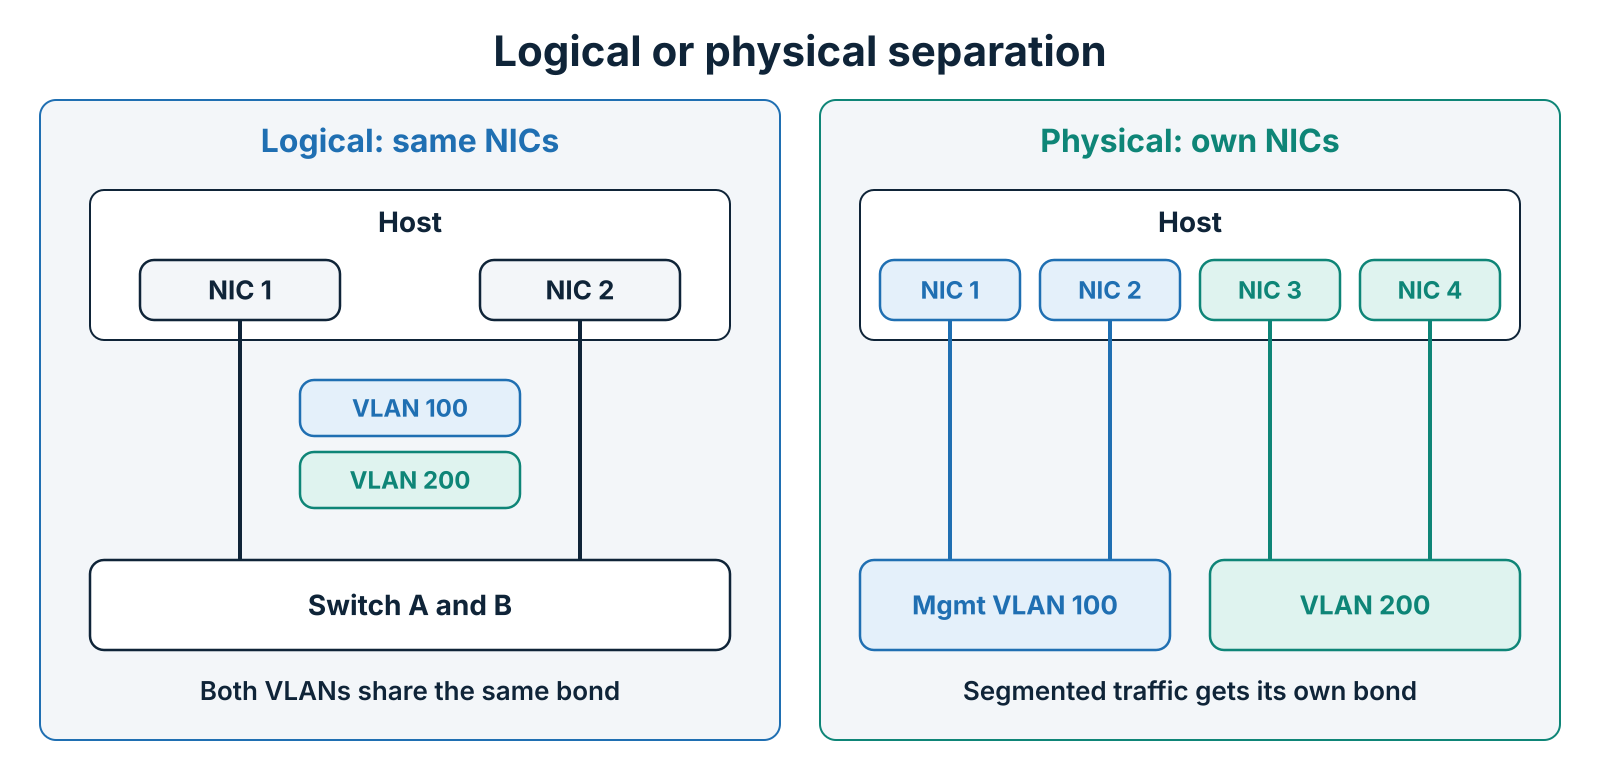 Logical or physical separation
Logical: same NICs
Host
NIC 1
NIC 2
VLAN 100
VLAN 200
Switch A and B
Both VLANs share the same bond
Physical: own NICs
Host
NIC 1
NIC 2
NIC 3
NIC 4
Mgmt VLAN 100
VLAN 200
Segmented traffic gets its own bond